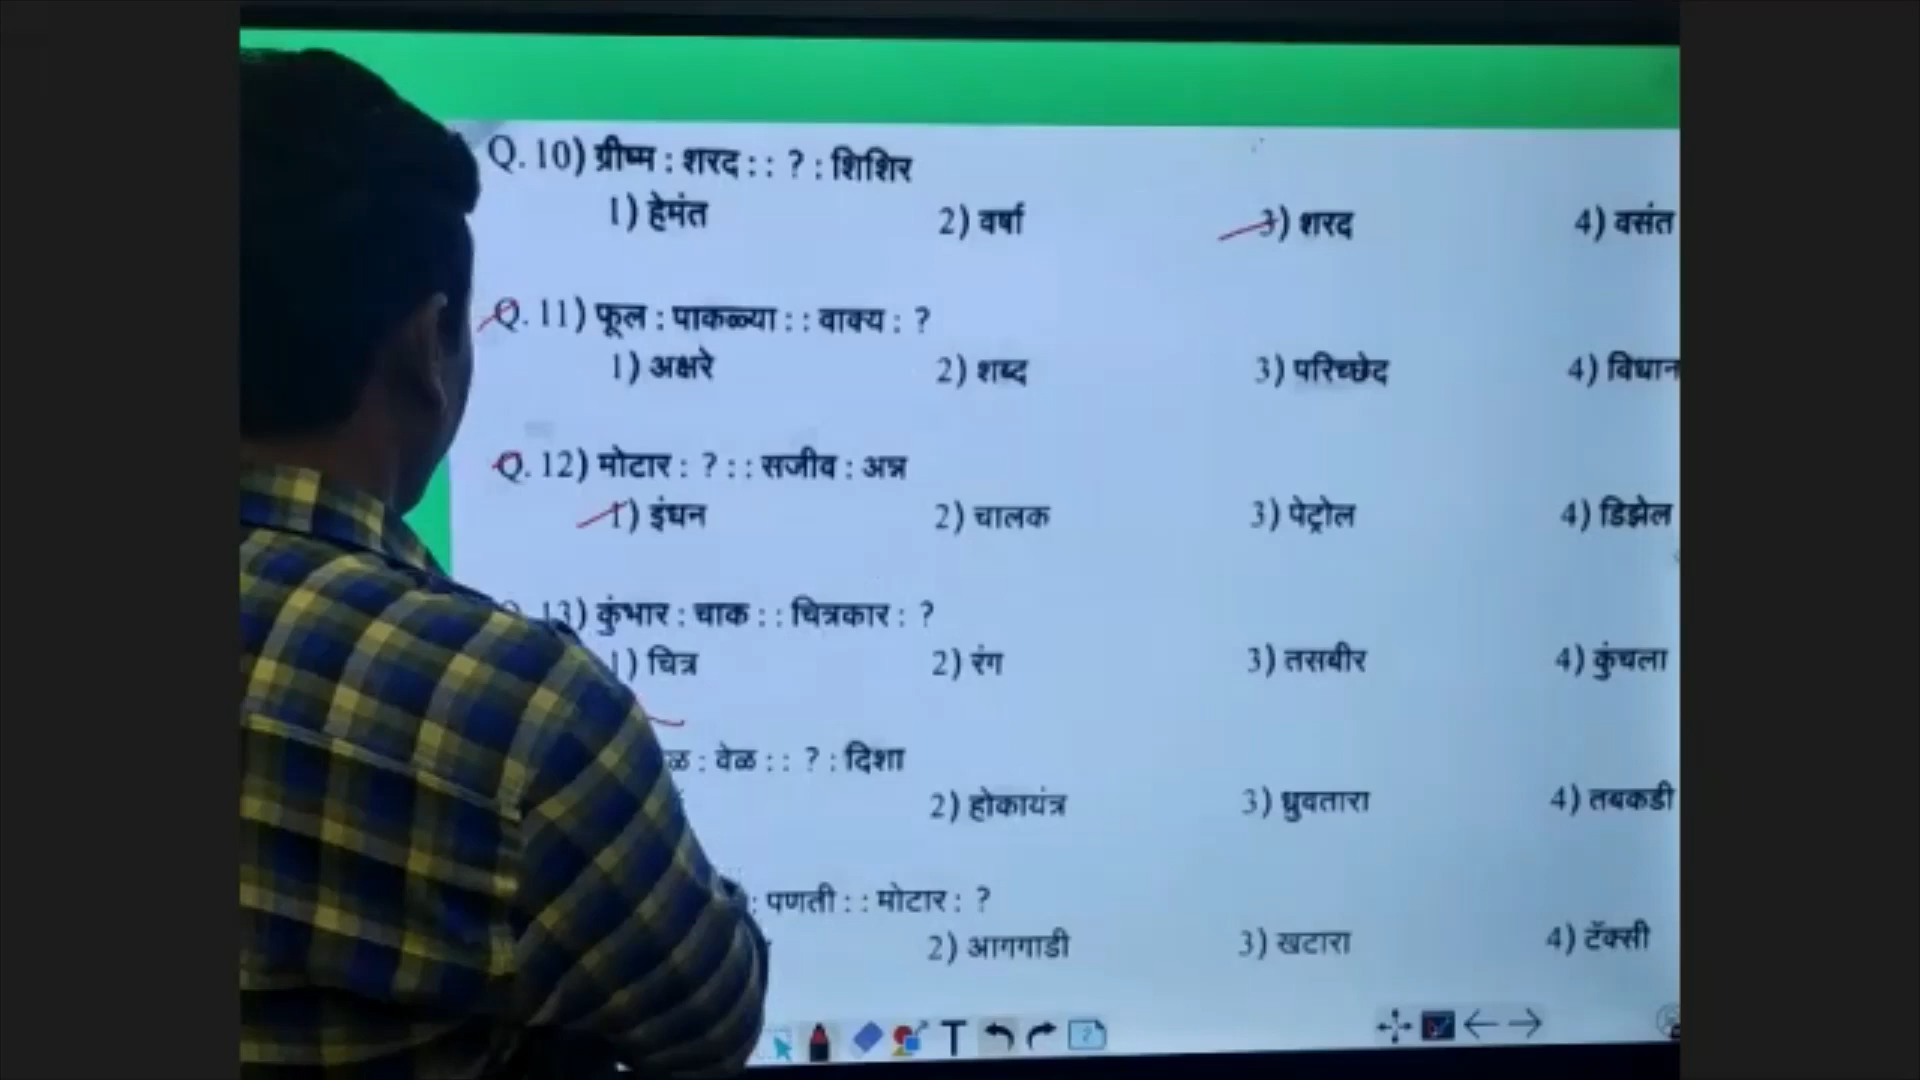 Q. 10) ग्रीष्म : शरद : : ? : शिशिर
1) हेमंत 2) वर्षा 3) शरद 4) वसंत
Q. 11) फूल : पाकळ्या : : वाक्य : ?
1) अक्षरे 2) शब्द 3) परिच्छेद 4) विधान
Q. 12) मोटार : ? : : सजीव : अन्न
1) इंधन 2) चालक 3) पेट्रोल 4) डिझेल
13) कुंभार : चाक : : चित्रकार : ?
1) चित्र 2) रंग 3) तसबीर 4) कुंचला
ळ : वेळ : : ? : दिशा
2) होकायंत्र 3) ध्रुवतारा 4) तबकडी
: पणती : : मोटार : ?
2) आगगाडी 3) खटारा 4) टॅक्सी
T